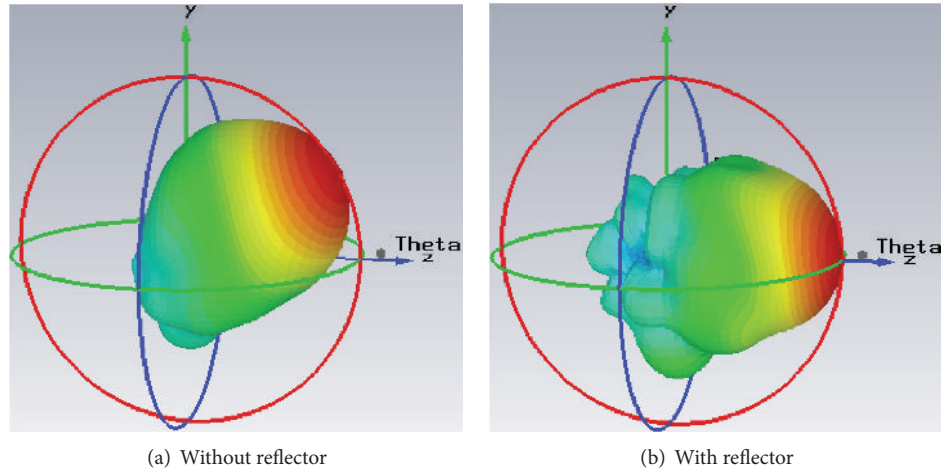 y
y
Theta
z
Theta
z
(a) Without reflector
(b) With reflector